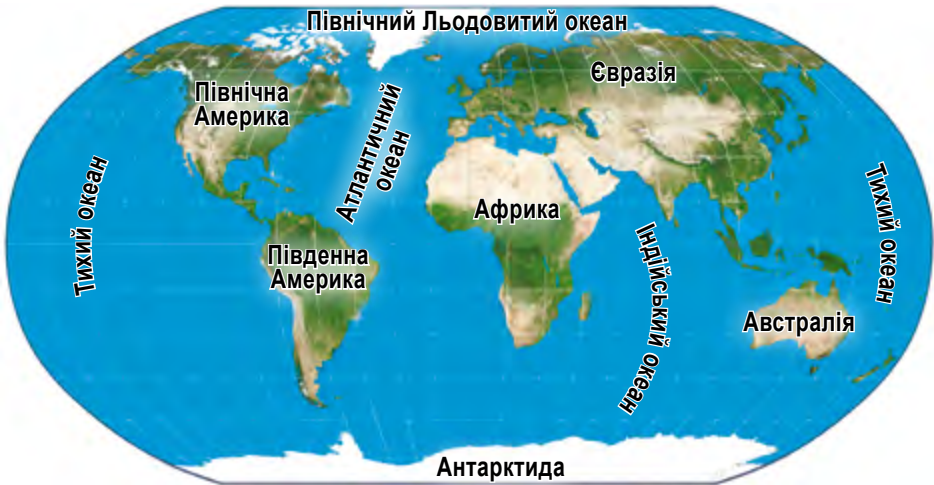 Північний Льодовитий океан
Євразія
Північна
Америка
Атлантичний
океан
Тихий океан
Африка
Тихий океан
Південна
Америка
Індійський океан
Австралія
Антарктида